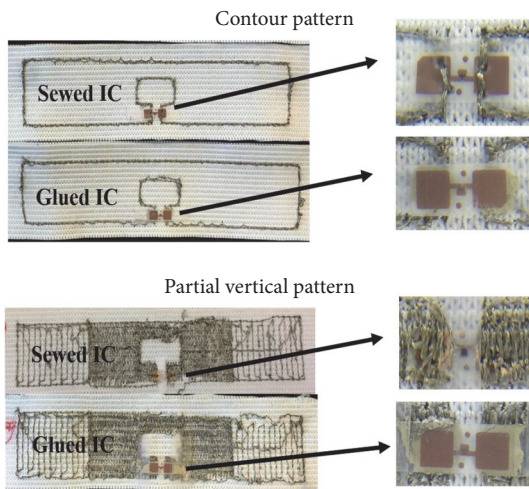 Contour pattern
Sewed IC
Glued IC
Partial vertical pattern
Sewed IC
Glued IC